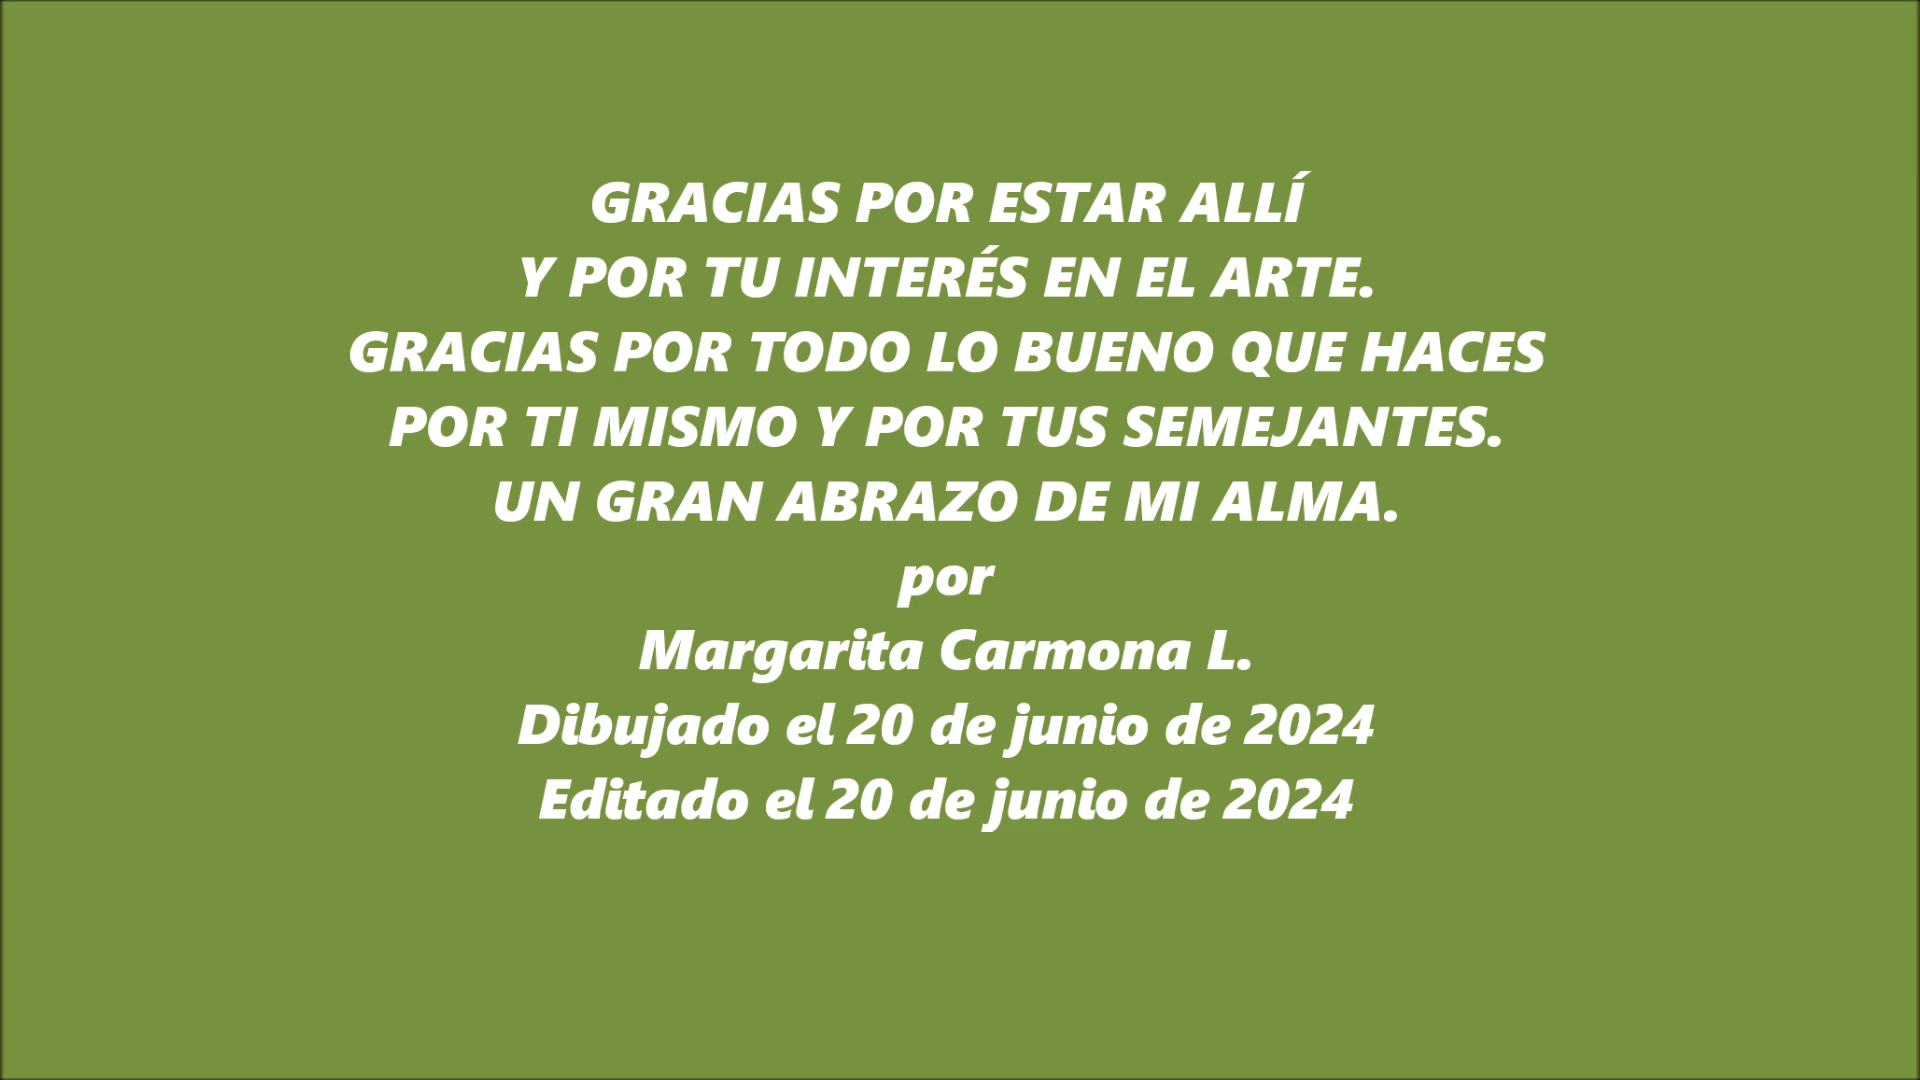 GRACIAS POR ESTAR ALLÍ
Y POR TU INTERÉS EN EL ARTE.
GRACIAS POR TODO LO BUENO QUE HACES
POR TI MISMO Y POR TUS SEMEJANTES.
UN GRAN ABRAZO DE MI ALMA.
por
Margarita Carmona L.
Dibujado el 20 de junio de 2024
Editado el 20 de junio de 2024